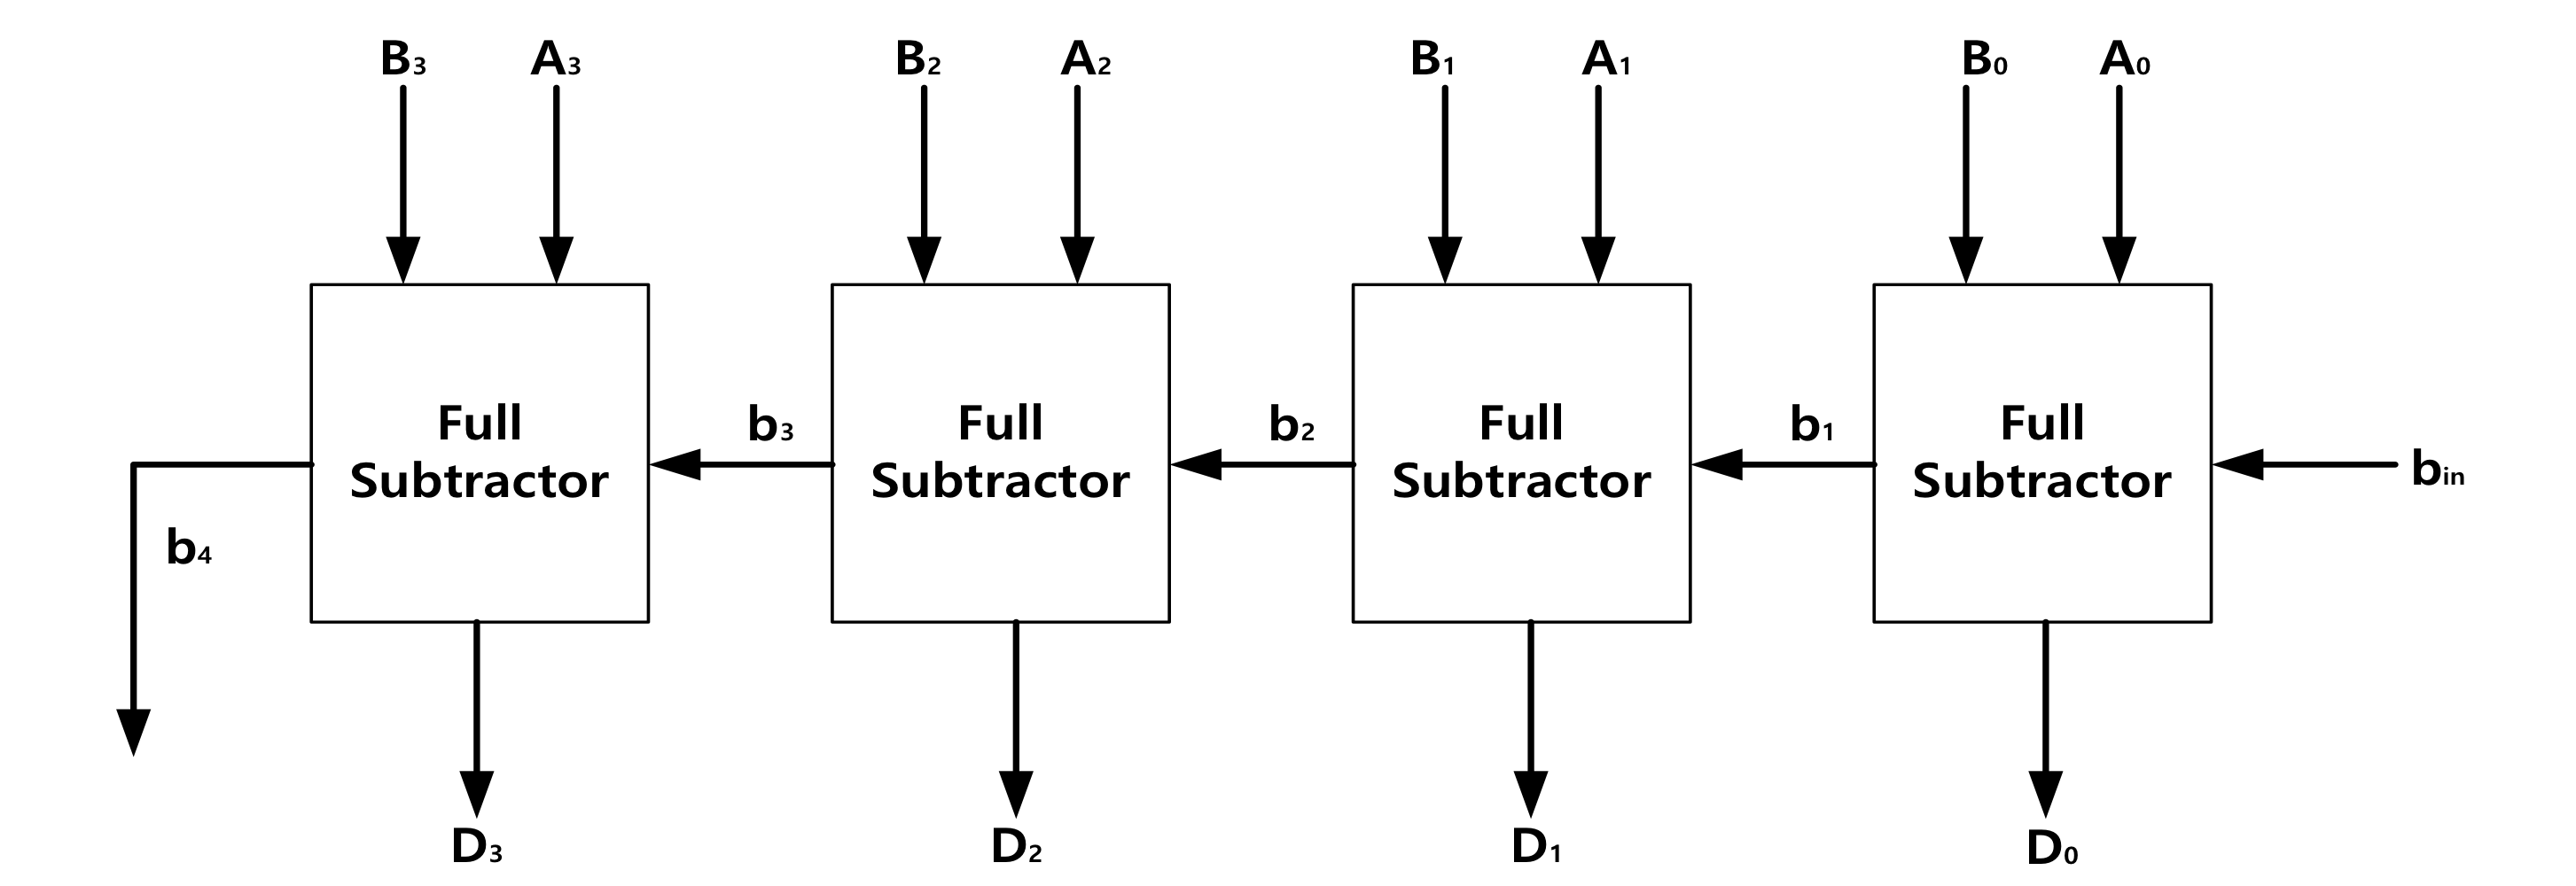 B3 A3 B2 A2 B1 A1 B0 A0
Full Subtractor
b3
Full Subtractor
b2
Full Subtractor
b1
Full Subtractor
bin
b4
D3 D2 D1 D0